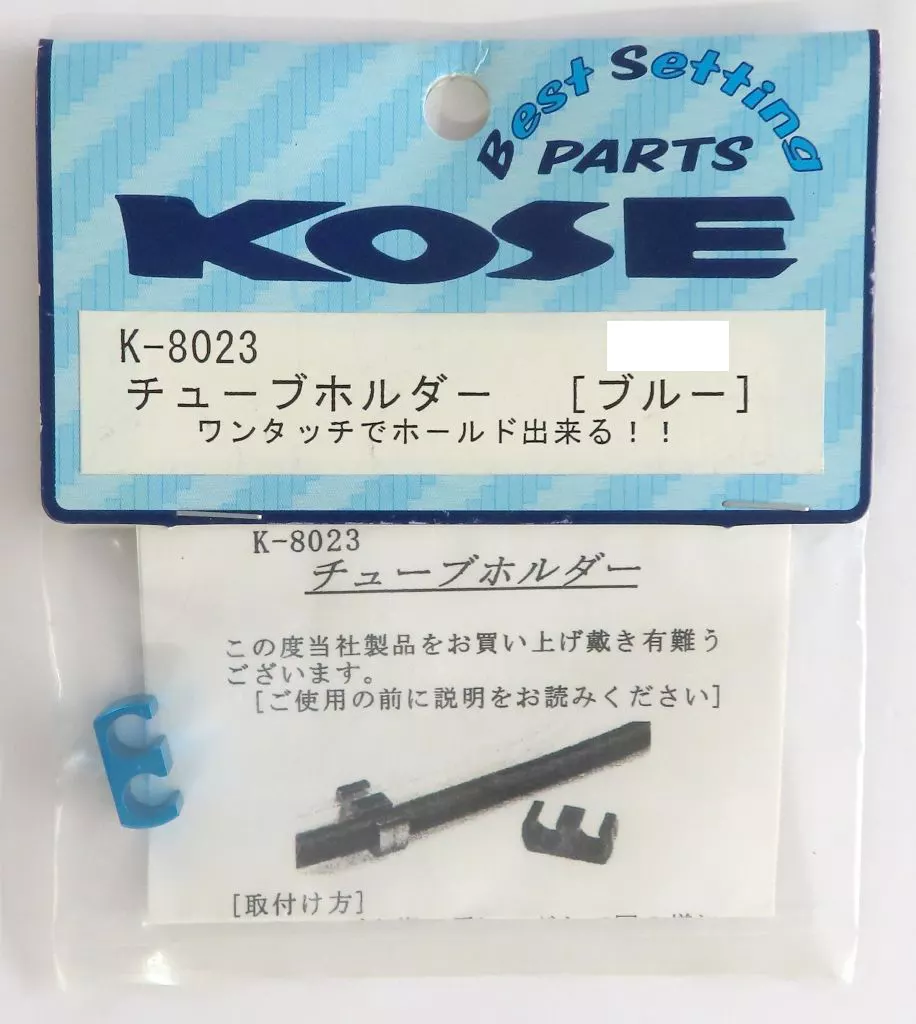 Best Setting
PARTS
KOSE
K-8023
チューブホルダー [ブルー]
ワンタッチでホールド出来る！！
K-8023
チューブホルダー
この度当社製品をお買い上げ戴き有難う
ございます。
[ご使用の前に説明をお読みください]
[取付け方]